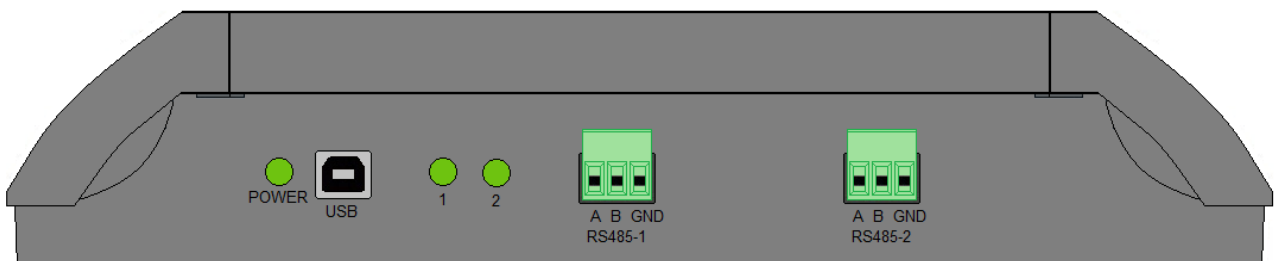 POWER
USB
1
2
A B GND
RS485-1
A B GND
RS485-2